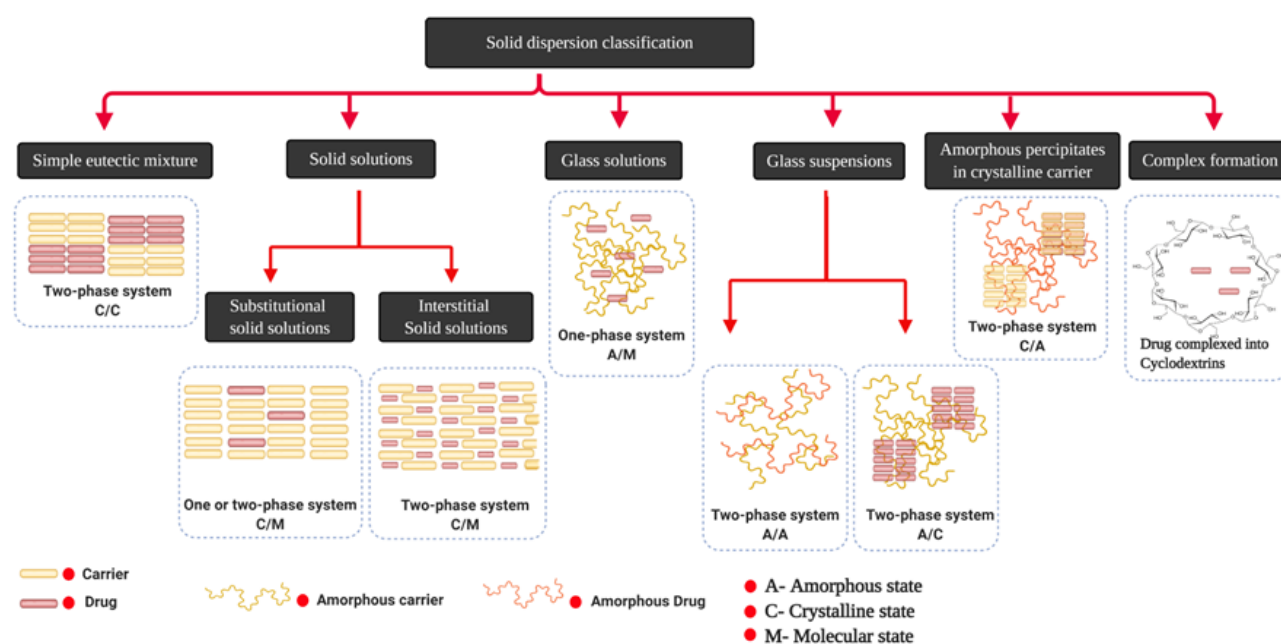 Solid dispersion classification
Simple eutectic mixture
Solid solutions
Glass solutions
Glass suspensions
Amorphous percipitates
in crystalline carrier
Complex formation
Two-phase system
C/C
Substitutional
solid solutions
Interstitial
Solid solutions
One-phase system
A/M
Two-phase system
C/A
Drug complexed into
Cyclodextrins
One or two-phase system
C/M
Two-phase system
C/M
Two-phase system
A/A
Two-phase system
A/C
Carrier
Drug
Amorphous carrier
Amorphous Drug
A- Amorphous state
C- Crystalline state
M- Molecular state